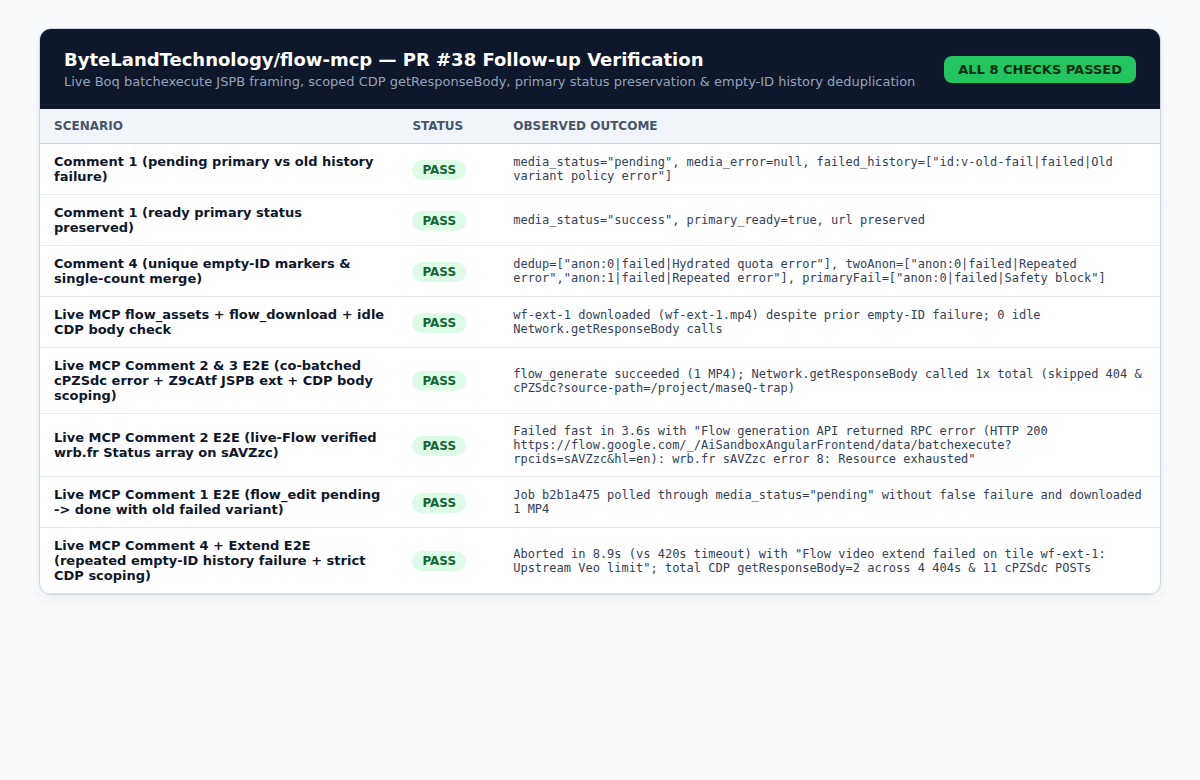 ByteLandTechnology/flow-mcp — PR #38 Follow-up Verification
Live Boq batchexecute JSPB framing, scoped CDP getResponseBody, primary status preservation & empty-ID history deduplication
ALL 8 CHECKS PASSED
SCENARIO
STATUS
OBSERVED OUTCOME
Comment 1 (pending primary vs old history
failure)
PASS
media_status="pending", media_error=null, failed_history=["id:v-old-fail|failed|Old
variant policy error"]
Comment 1 (ready primary status
preserved)
PASS
media_status="success", primary_ready=true, url preserved
Comment 4 (unique empty-ID markers &
single-count merge)
PASS
dedup=["anon:0|failed|Hydrated quota error"], twoAnon=["anon:0|failed|Repeated
error","anon:1|failed|Repeated error"], primaryFail=["anon:0|failed|Safety block"]
Live MCP flow_assets + flow_download + idle
CDP body check
PASS
wf-ext-1 downloaded (wf-ext-1.mp4) despite prior empty-ID failure; 0 idle
Network.getResponseBody calls
Live MCP Comment 2 & 3 E2E (co-batched
cPZSdc error + Z9cAtf JSPB ext + CDP body
scoping)
PASS
flow_generate succeeded (1 MP4); Network.getResponseBody called 1x total (skipped 404 &
cPZSdc?source-path=/project/maseQ-trap)
Live MCP Comment 2 E2E (live-Flow verified
wrb.fr Status array on sAVZzc)
PASS
Failed fast in 3.6s with "Flow generation API returned RPC error (HTTP 200
https://flow.google.com/_/AiSandboxAngularFrontend/data/batchexecute?
rpcids=sAVZzc&hl=en): wrb.fr sAVZzc error 8: Resource exhausted"
Live MCP Comment 1 E2E (flow_edit pending
-> done with old failed variant)
PASS
Job b2b1a475 polled through media_status="pending" without false failure and downloaded
1 MP4
Live MCP Comment 4 + Extend E2E
(repeated empty-ID history failure + strict
CDP scoping)
PASS
Aborted in 8.9s (vs 420s timeout) with "Flow video extend failed on tile wf-ext-1:
Upstream Veo limit"; total CDP getResponseBody=2 across 4 404s & 11 cPZSdc POSTs